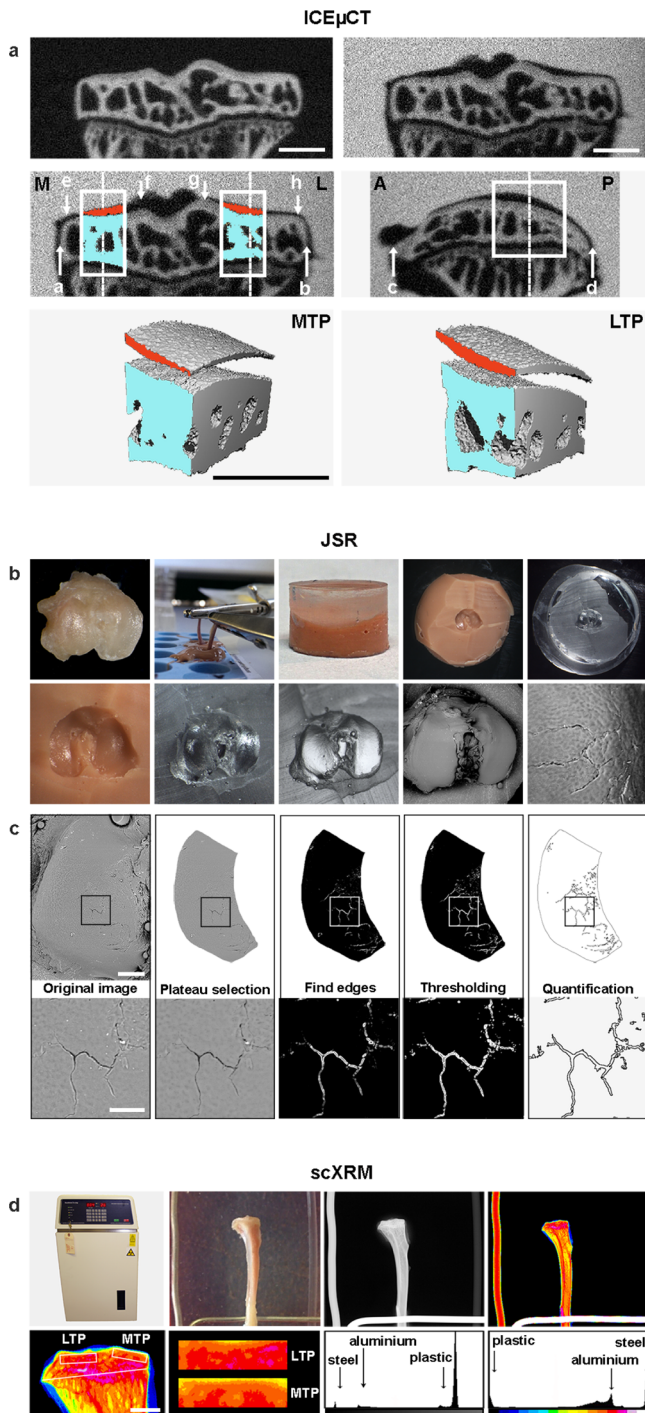 ICEµCT
a
M
L
A
P
e
f
g
h
a
b
c
d
MTP
LTP
JSR
b
c
Original image
Plateau selection
Find edges
Thresholding
Quantification
scXRM
d
LTP
MTP
LTP
MTP
aluminium
steel
plastic
plastic
steel
aluminium